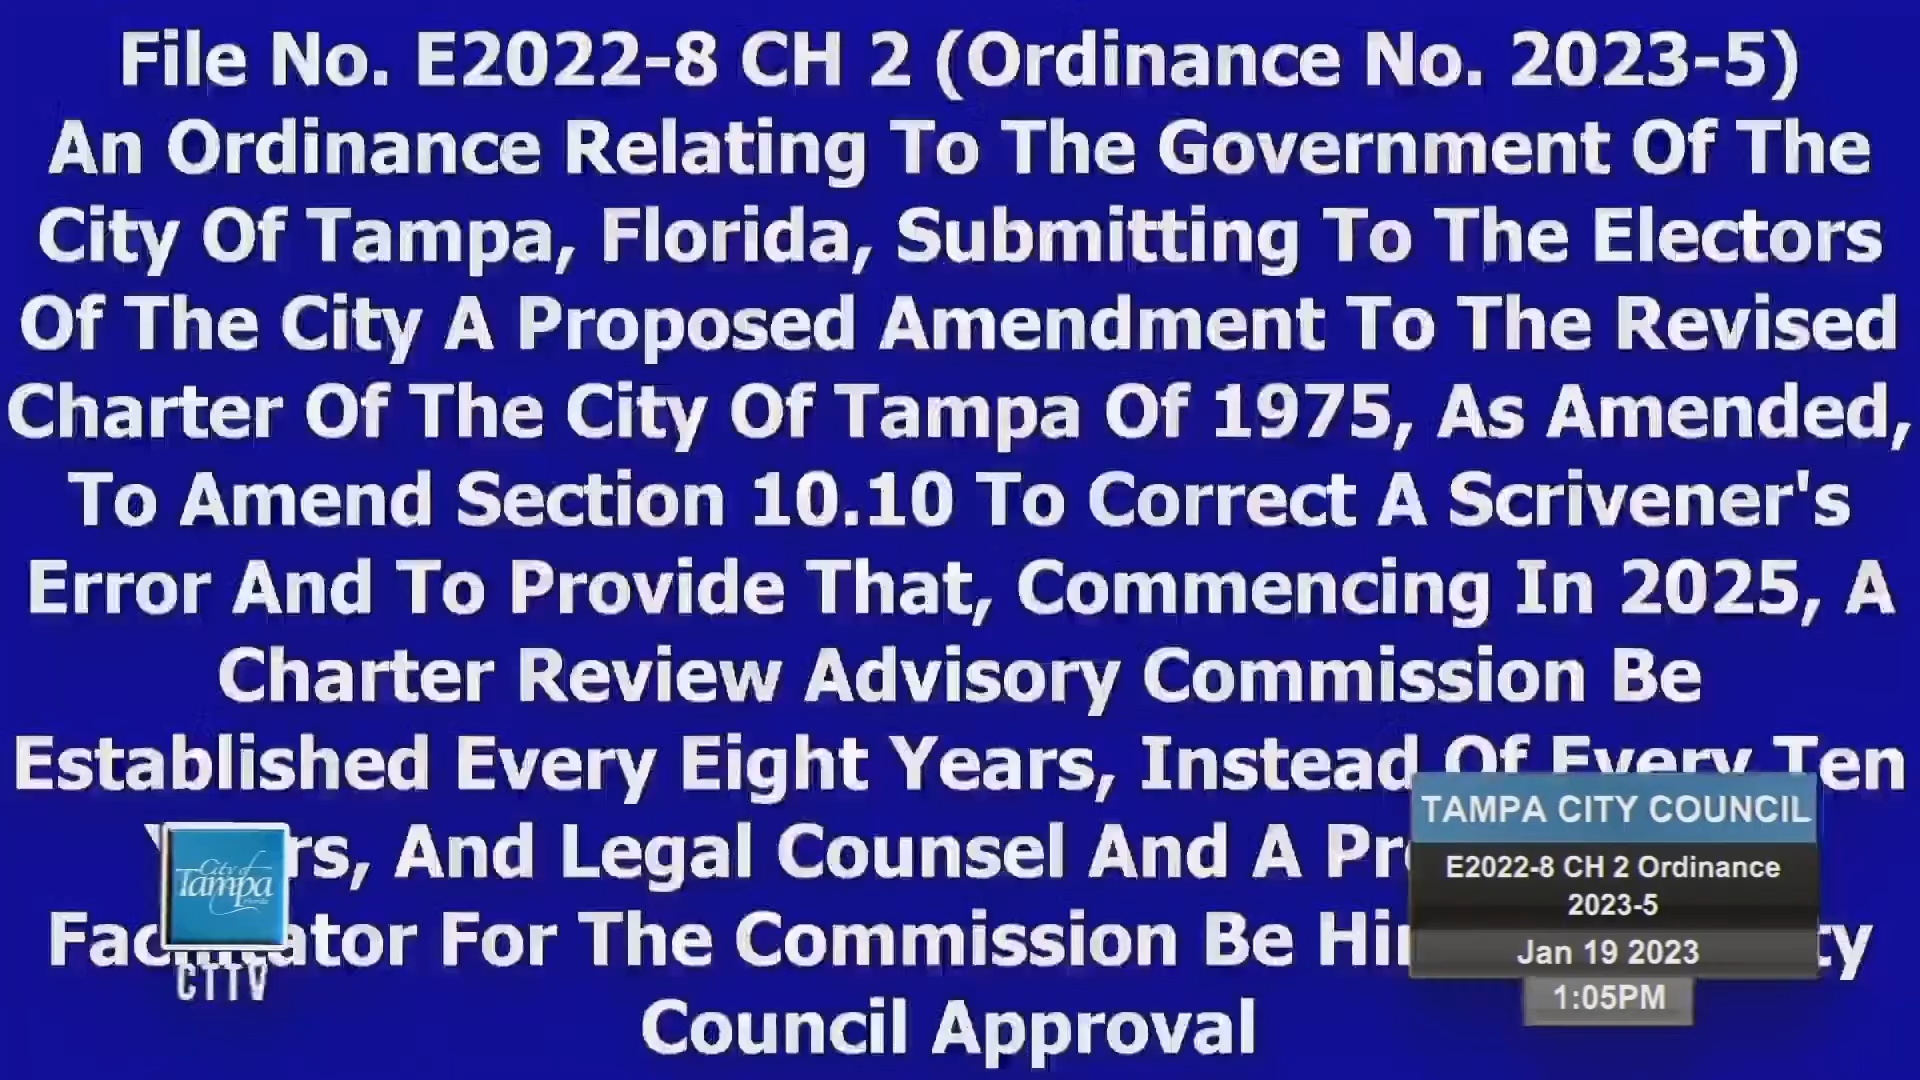 File No. E2022-8 CH 2 (Ordinance No. 2023-5)
An Ordinance Relating To The Government Of The
City Of Tampa, Florida, Submitting To The Electors
Of The City A Proposed Amendment To The Revised
Charter Of The City Of Tampa Of 1975, As Amended,
To Amend Section 10.10 To Correct A Scrivener's
Error And To Provide That, Commencing In 2025, A
Charter Review Advisory Commission Be
Established Every Eight Years, Instead Of Every Ten
And Legal Counsel And A
For The Commission Be
Council Approval
City of
Tampa
CTTV
TAMPA CITY COUNCIL
E2022-8 CH 2 Ordinance
2023-5
Jan 19 2023
1:05PM